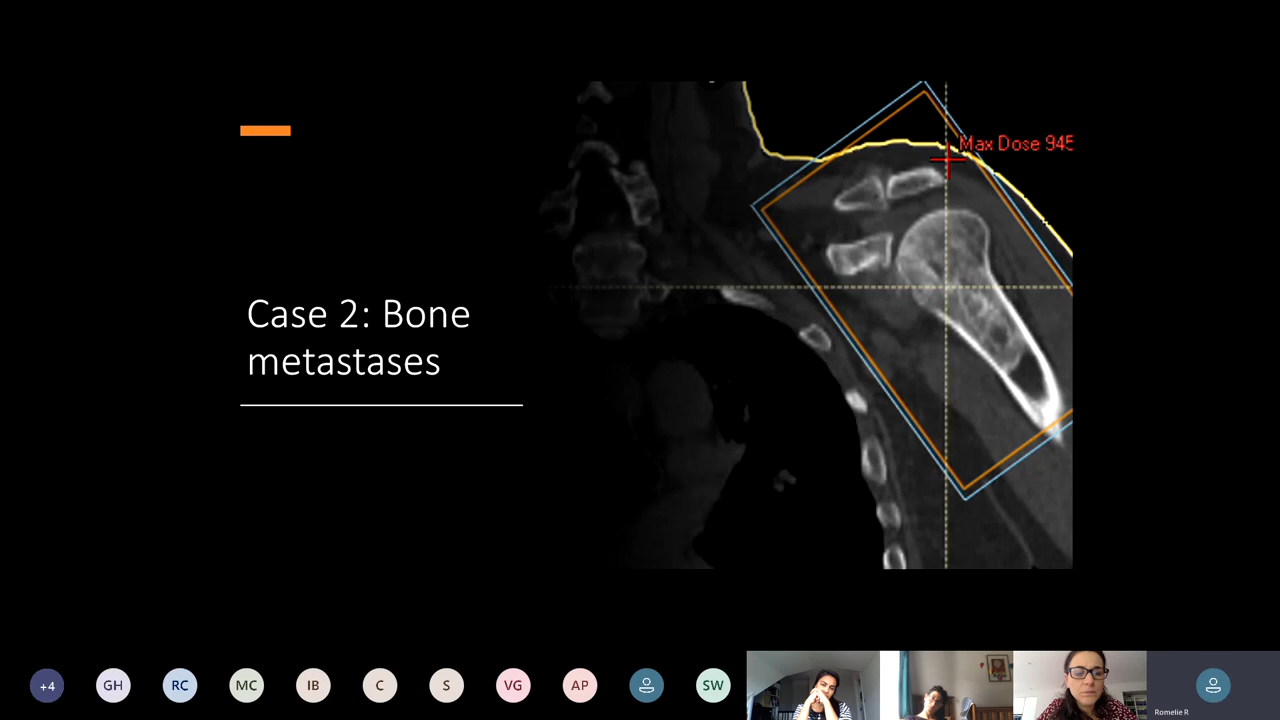 Max Dose 945
Case 2: Bone
metastases
+4
GH
RC
MC
IB
C
S
VG
AP
SW
Romelie R